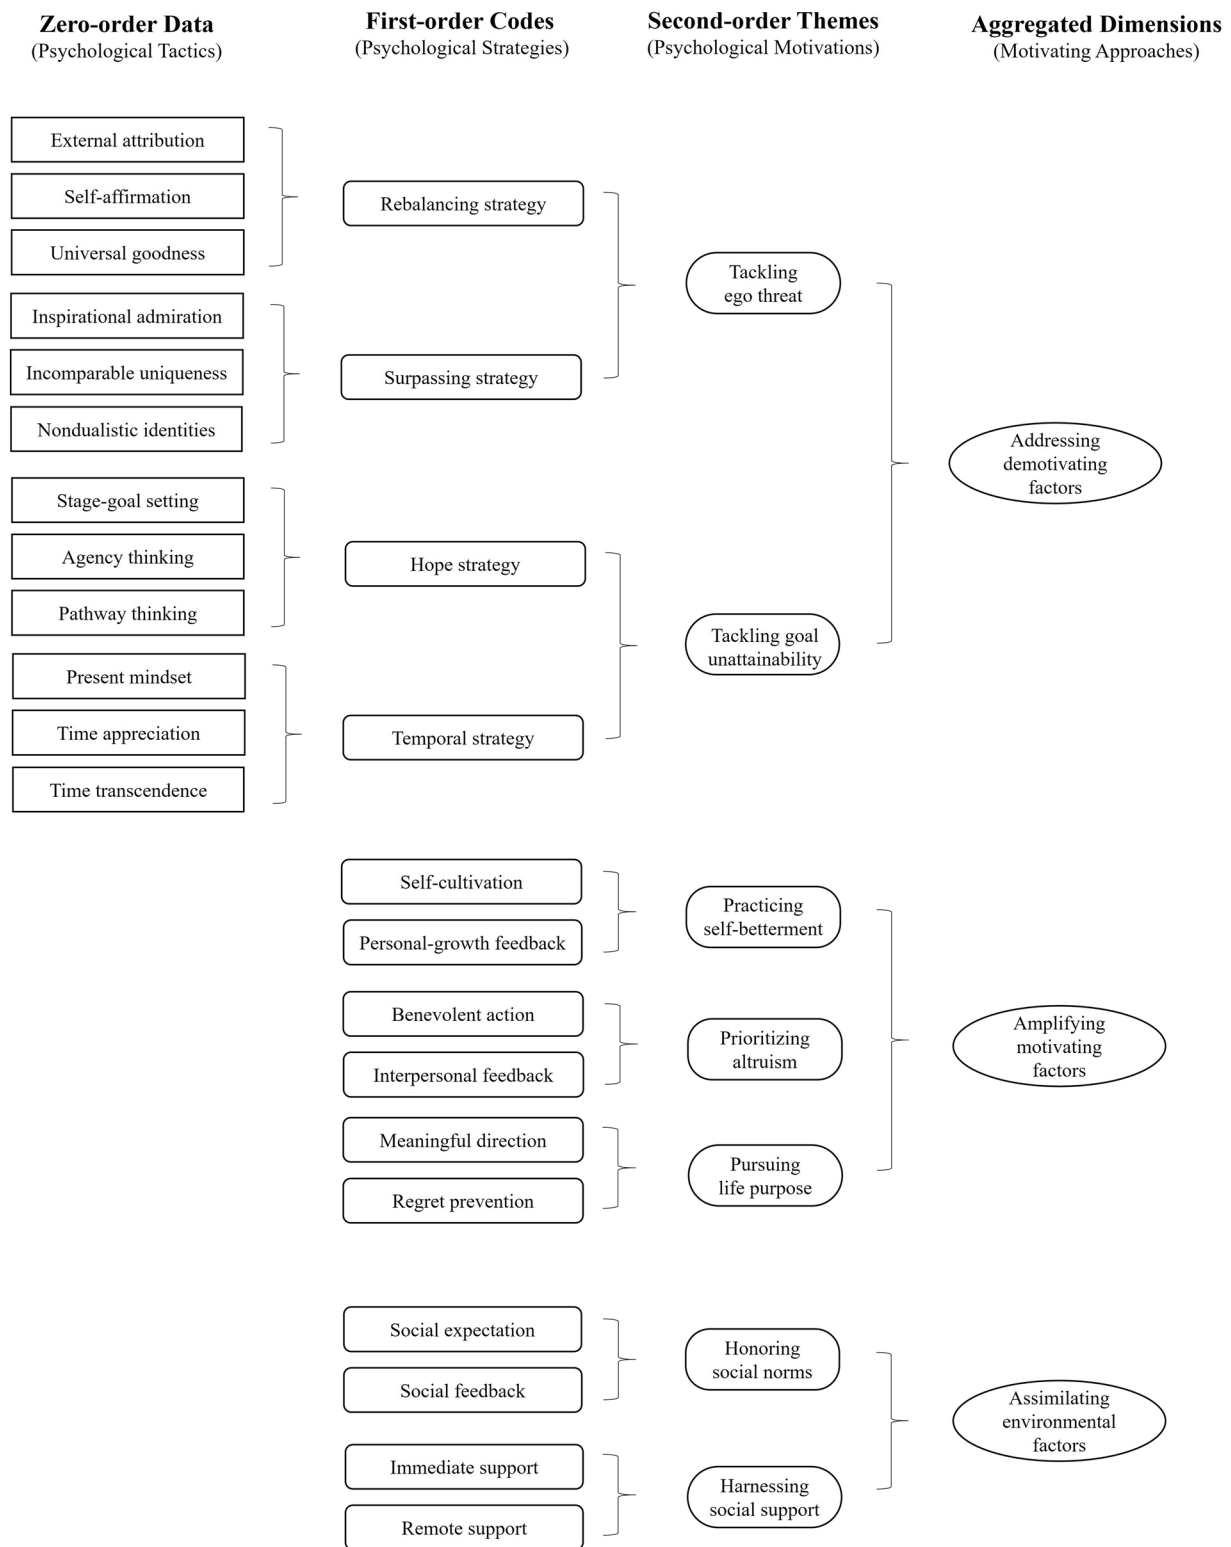 Zero-order Data
(Psychological Tactics)
First-order Codes
(Psychological Strategies)
Second-order Themes
(Psychological Motivations)
Aggregated Dimensions
(Motivating Approaches)
External attribution
Self-affirmation
Universal goodness
Inspirational admiration
Incomparable uniqueness
Nondualistic identities
Stage-goal setting
Agency thinking
Pathway thinking
Present mindset
Time appreciation
Time transcendence
Rebalancing strategy
Surpassing strategy
Hope strategy
Temporal strategy
Tackling
ego threat
Tackling goal
unattainability
Addressing
demotivating
factors
Self-cultivation
Personal-growth feedback
Benevolent action
Interpersonal feedback
Meaningful direction
Regret prevention
Practicing
self-betterment
Prioritizing
altruism
Pursuing
life purpose
Amplifying
motivating
factors
Social expectation
Social feedback
Immediate support
Remote support
Honoring
social norms
Harnessing
social support
Assimilating
environmental
factors